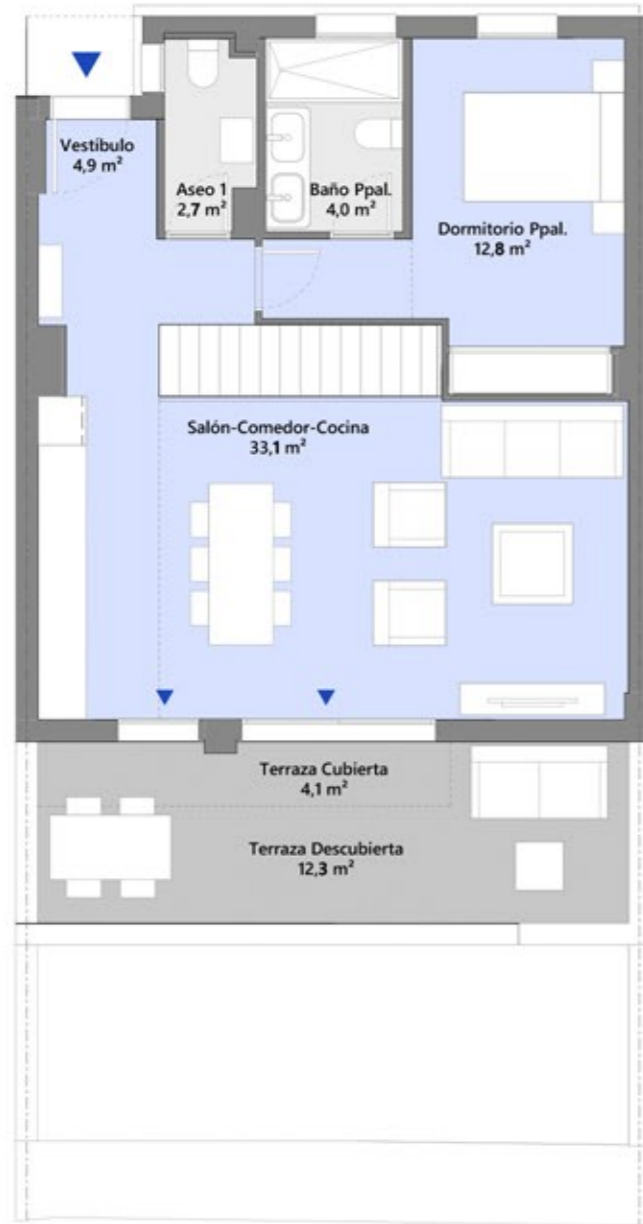 Vestíbulo
4,9 m²
Aseo 1
2,7 m²
Baño Ppal.
4,0 m²
Dormitorio Ppal.
12,8 m²
Salón-Comedor-Cocina
33,1 m²
Terraza Cubierta
4,1 m²
Terraza Descubierta
12,3 m²